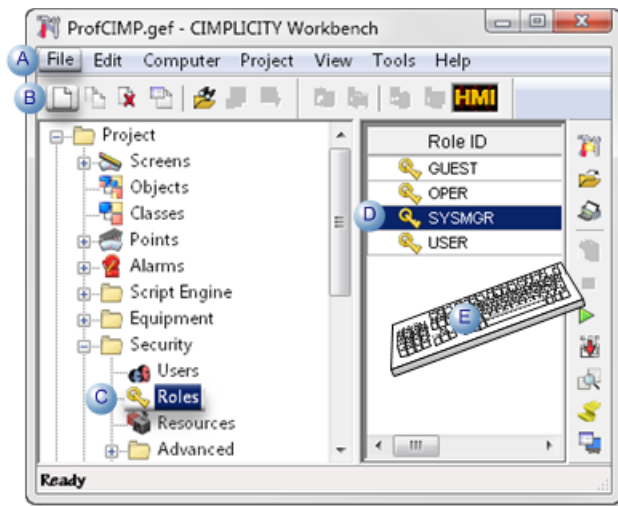 ProfCIMP.gef - CIMPLICITY Workbench
A File Edit Computer Project View Tools Help
B HMI
Project
Screens
Objects
Classes
Points
Alarms
Script Engine
Equipment
Security
Users
C Roles
Resources
Advanced
Role ID
GUEST
OPER
D SYSMGR
USER
E
Ready